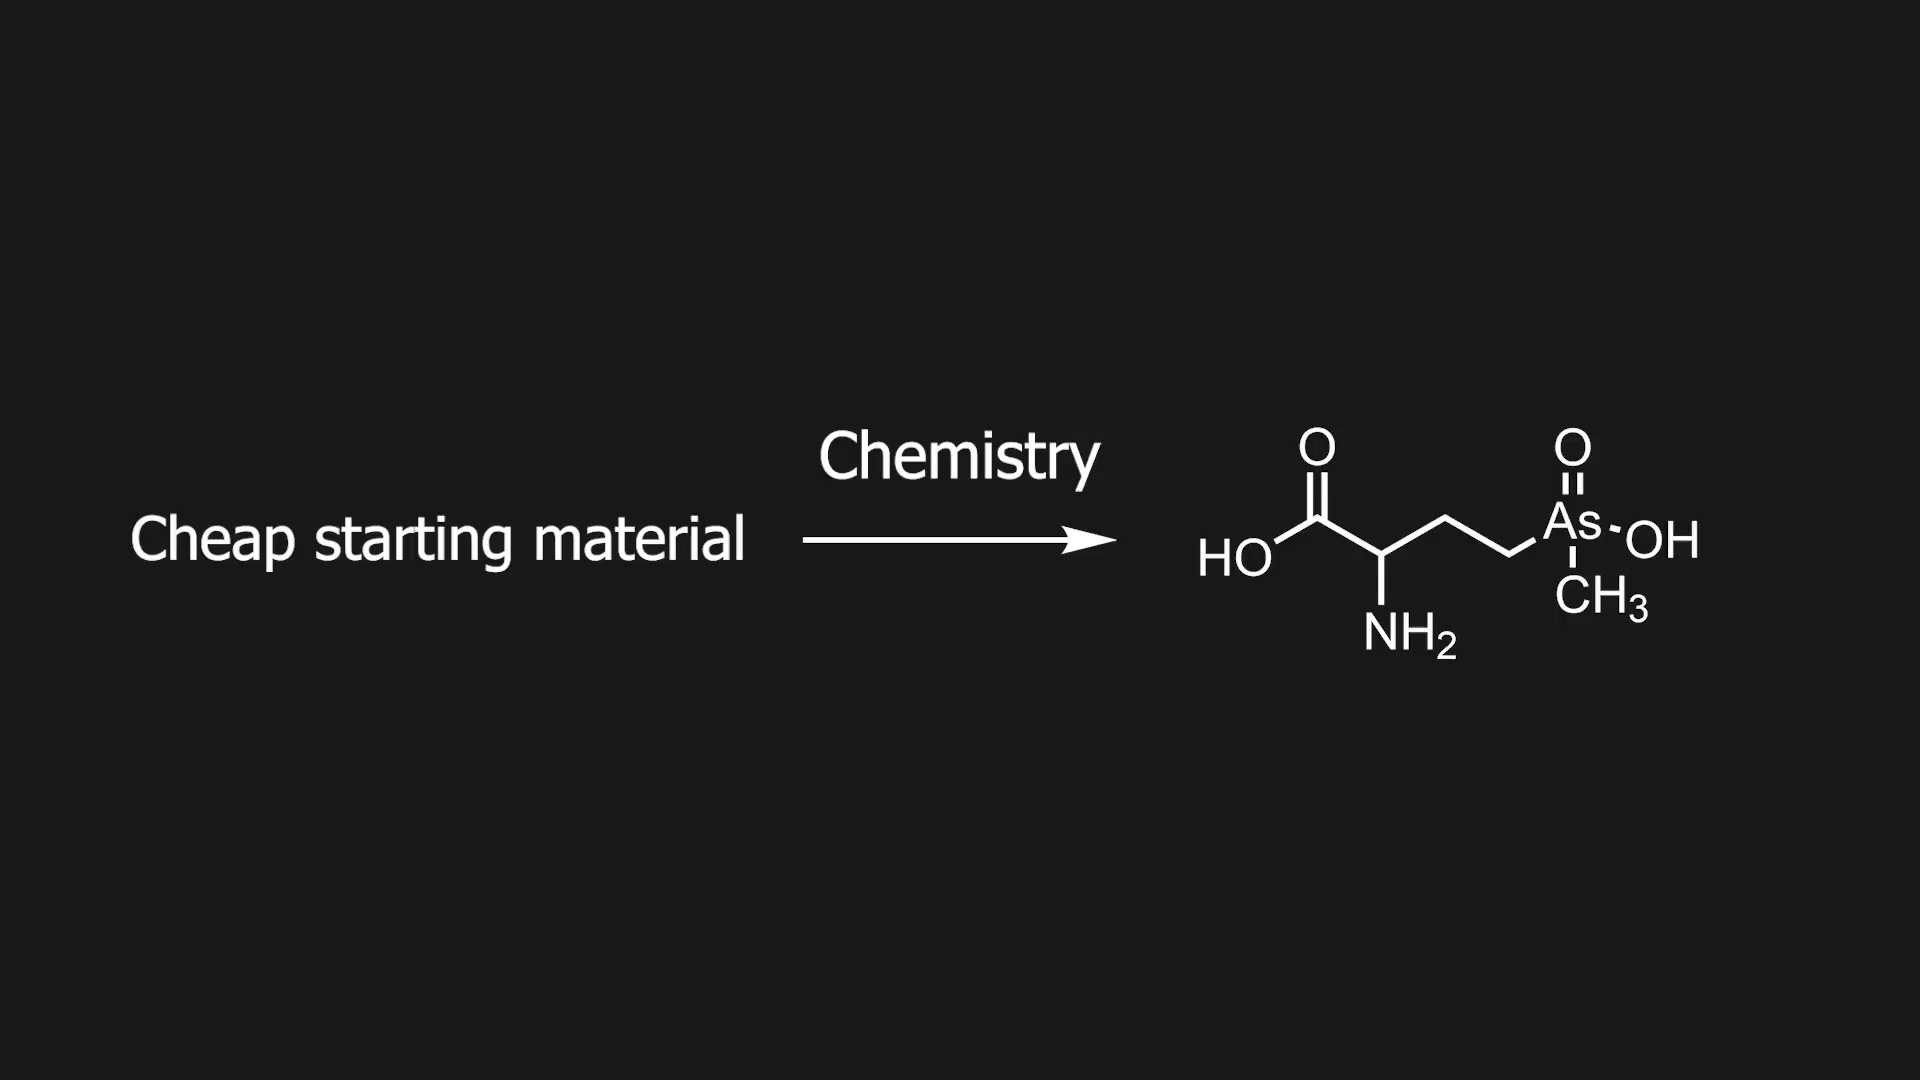 Cheap starting material
Chemistry
O
HO
NH₂
O
As
OH
CH₃